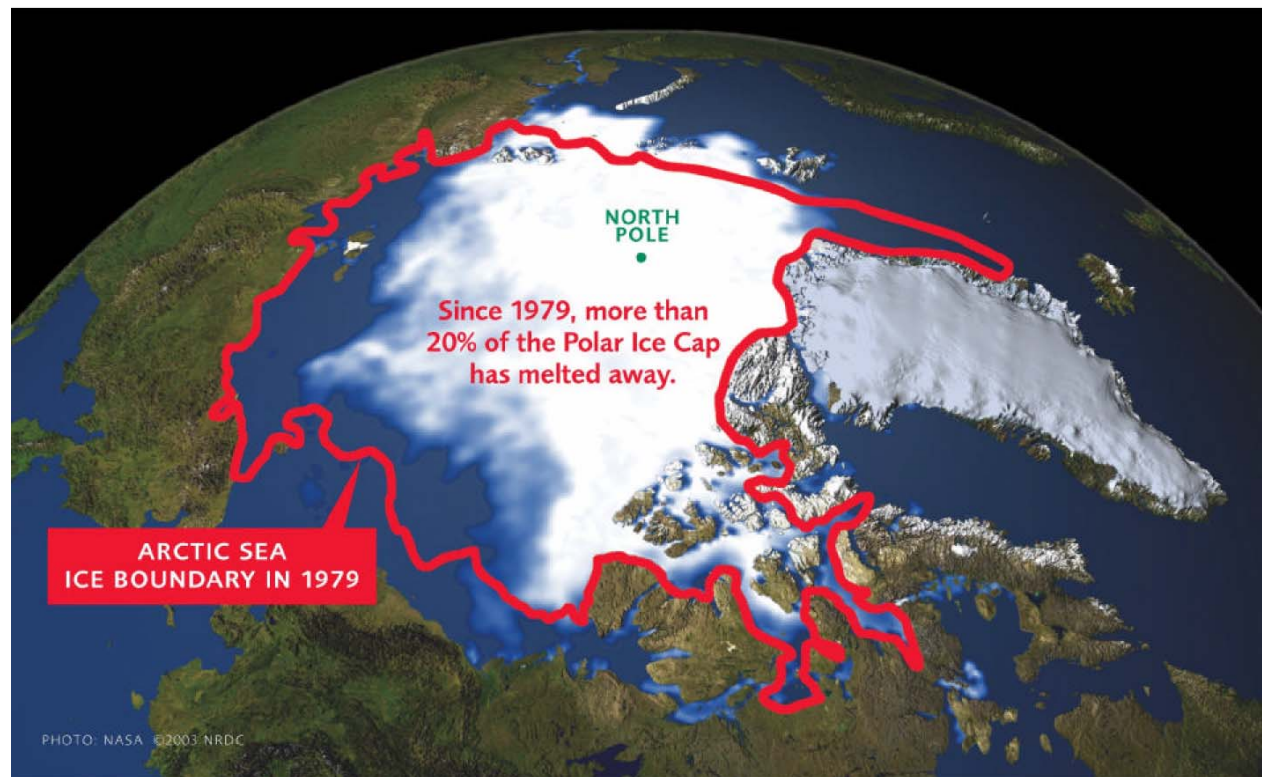 NORTH
POLE
Since 1979, more than
20% of the Polar Ice Cap
has melted away.
ARCTIC SEA
ICE BOUNDARY IN 1979
PHOTO: NASA ©2003 NRDC